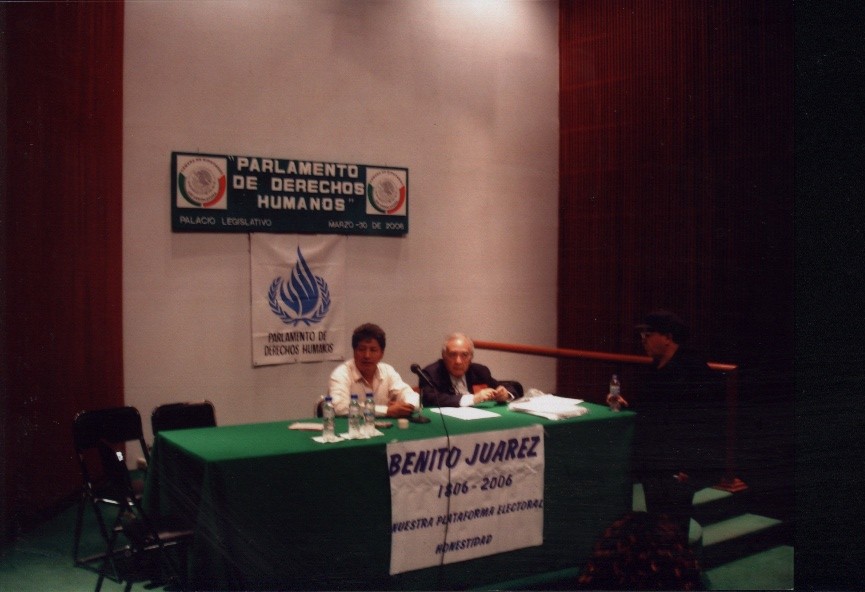 "PARLAMENTO
DE DERECHOS
HUMANOS"
PALACIO LEGISLATIVO MARZO-30 DE 2006
PARLAMENTO DE
DERECHOS HUMANOS
BENITO JUAREZ
1806-2006
NUESTRA PLATAFORMA ELECTORAL
HONESTIDAD